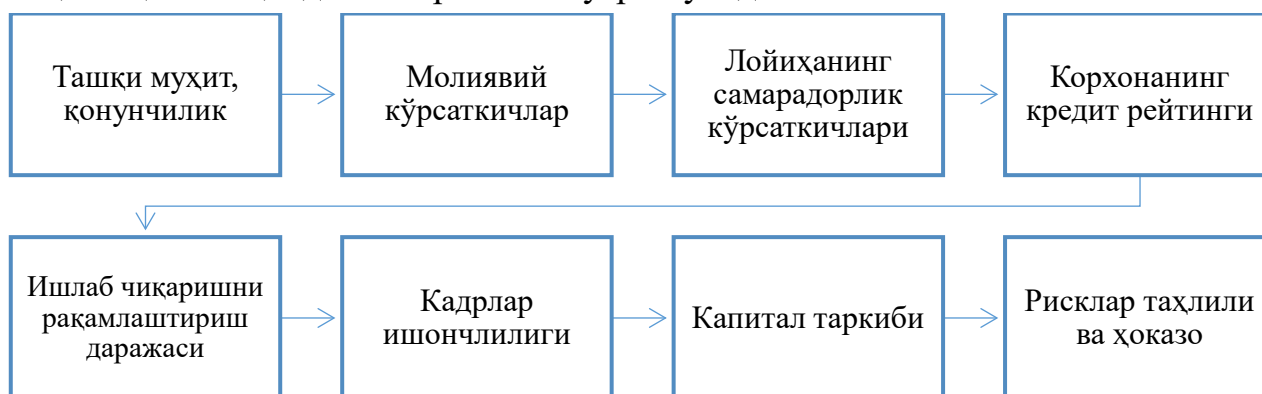 Ташқи муҳит,
қонунчилик
Молиявий
кўрсаткичлар
Лойиҳанинг
самарадорлик
кўрсаткичлари
Корхонанинг
кредит рейтинги
Ишлаб чиқаришни
рақамлаштириш
даражаси
Кадрлар
ишончлилиги
Капитал таркиби
Рисклар таҳлили
ва ҳоказо